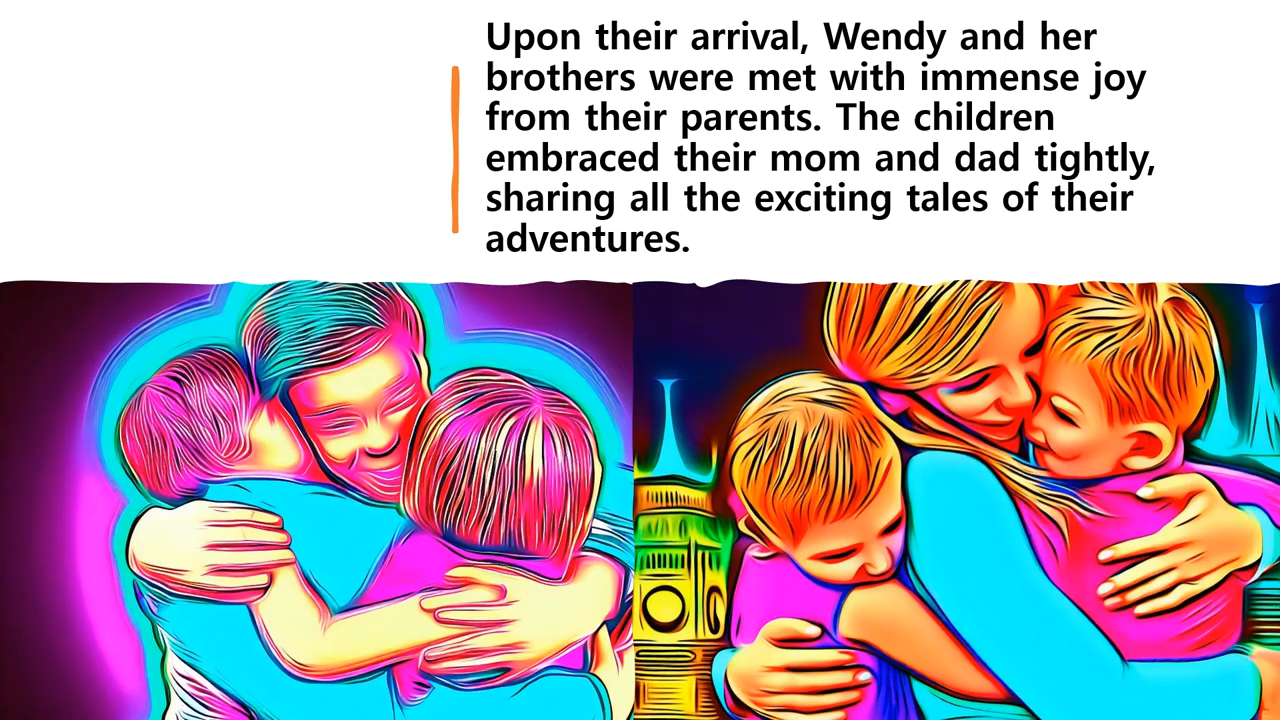 Upon their arrival, Wendy and her
brothers were met with immense joy
from their parents. The children
embraced their mom and dad tightly,
sharing all the exciting tales of their
adventures.